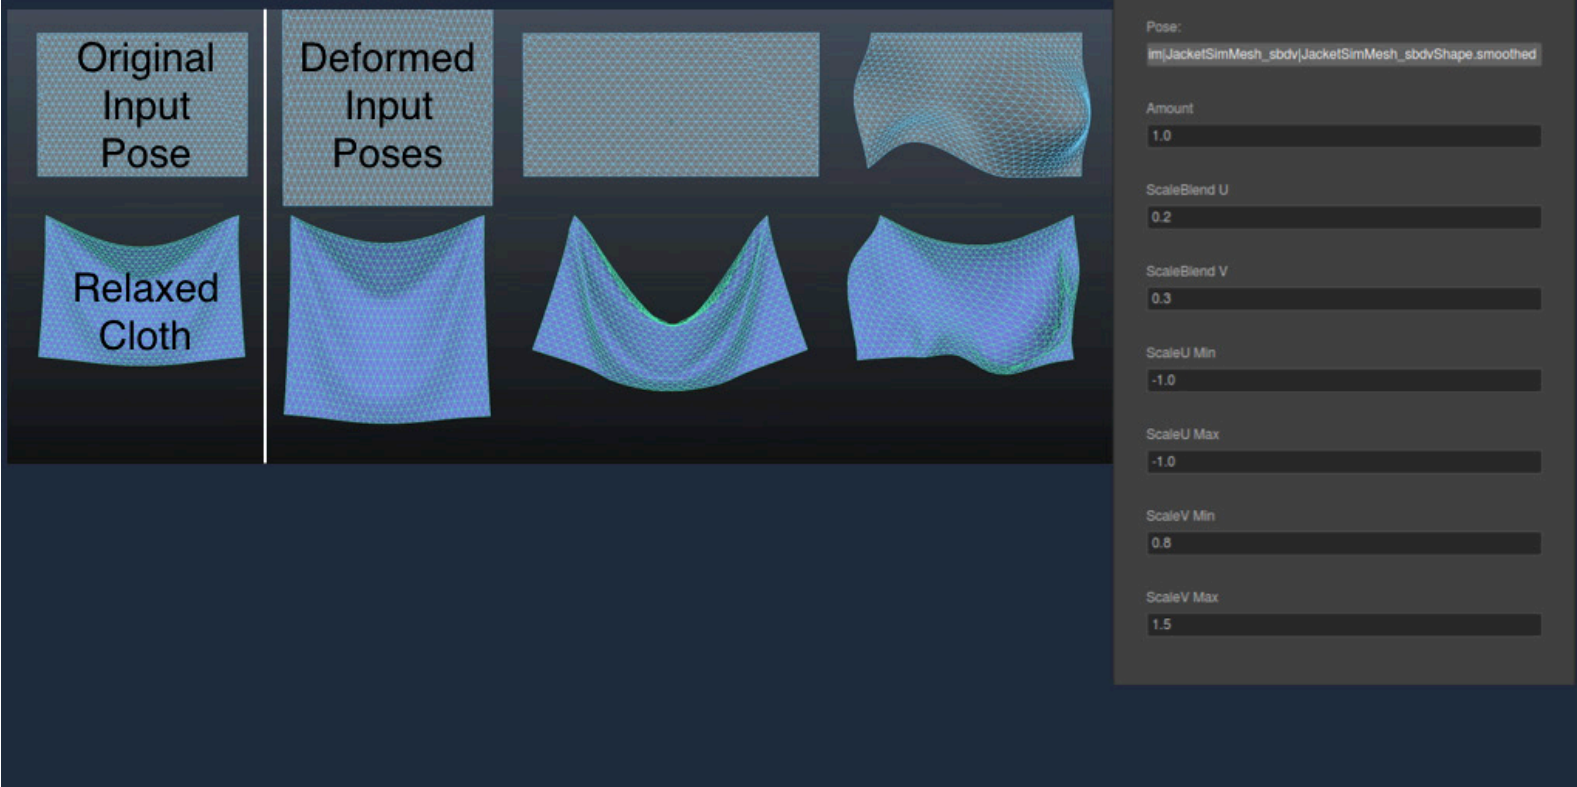 Original
Input
Pose
Deformed
Input
Poses
Relaxed
Cloth
Pose:
im|JacketSimMesh_sbdv|JacketSimMesh_sbdvShape.smoothed
Amount
1.0
ScaleBlend U
0.2
ScaleBlend V
0.3
ScaleU Min
-1.0
ScaleU Max
-1.0
ScaleV Min
0.8
ScaleV Max
1.5